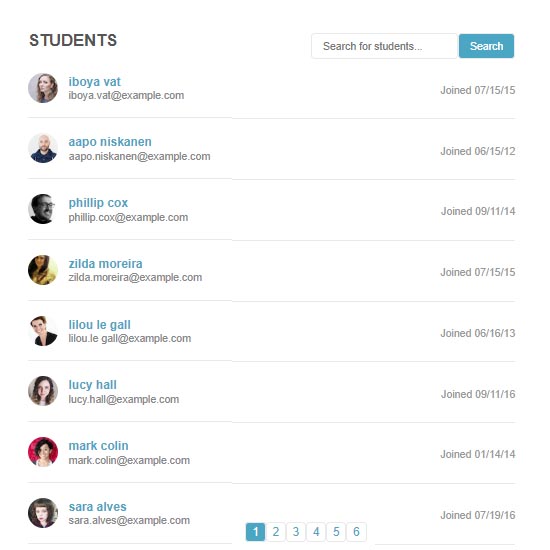 STUDENTS
Search for students...
Search
iboya vat
iboya.vat@example.com
Joined 07/15/15
aapo niskanen
aapo.niskanen@example.com
Joined 06/15/12
phillip cox
phillip.cox@example.com
Joined 09/11/14
zilda moreira
zilda.moreira@example.com
Joined 07/15/15
lilou le gall
lilou.le gall@example.com
Joined 06/16/13
lucy hall
lucy.hall@example.com
Joined 09/11/16
mark colin
mark.colin@example.com
Joined 01/14/14
sara alves
sara.alves@example.com
Joined 07/19/16
1 2 3 4 5 6